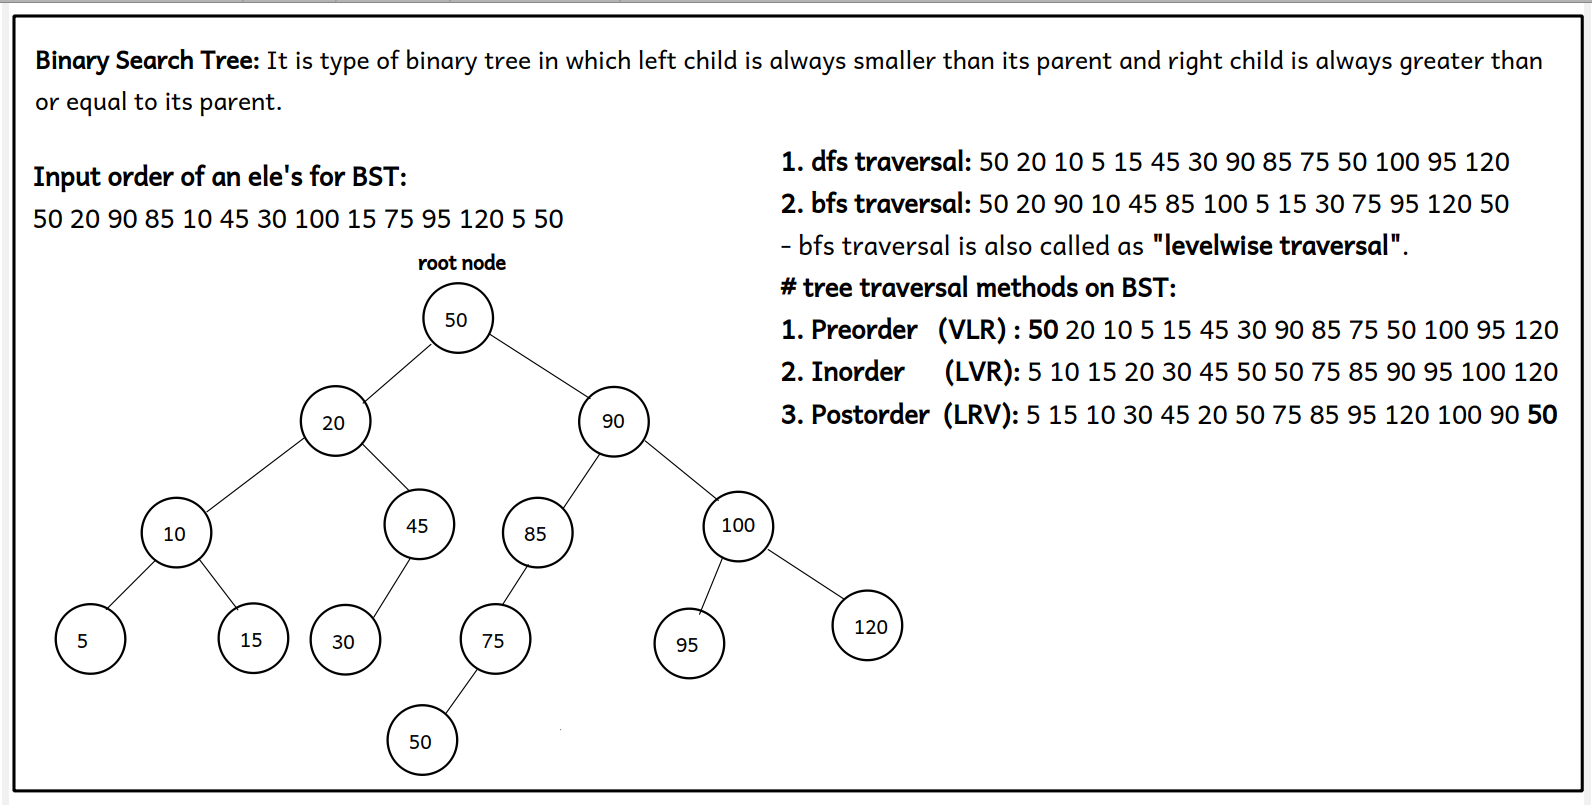 Binary Search Tree: It is type of binary tree in which left child is always smaller than its parent and right child is always greater than
or equal to its parent.
Input order of an ele's for BST:
50 20 90 85 10 45 30 100 15 75 95 120 5 50
1. dfs traversal: 50 20 10 5 15 45 30 90 85 75 50 100 95 120
2. bfs traversal: 50 20 90 10 45 85 100 5 15 30 75 95 120 50
- bfs traversal is also called as "levelwise traversal".
# tree traversal methods on BST:
1. Preorder (VLR) : 50 20 10 5 15 45 30 90 85 75 50 100 95 120
2. Inorder (LVR): 5 10 15 20 30 45 50 50 75 85 90 95 100 120
3. Postorder (LRV): 5 15 10 30 45 20 50 75 85 95 120 100 90 50
root node
50
20
90
10
45
85
100
5
15
30
75
95
120
50